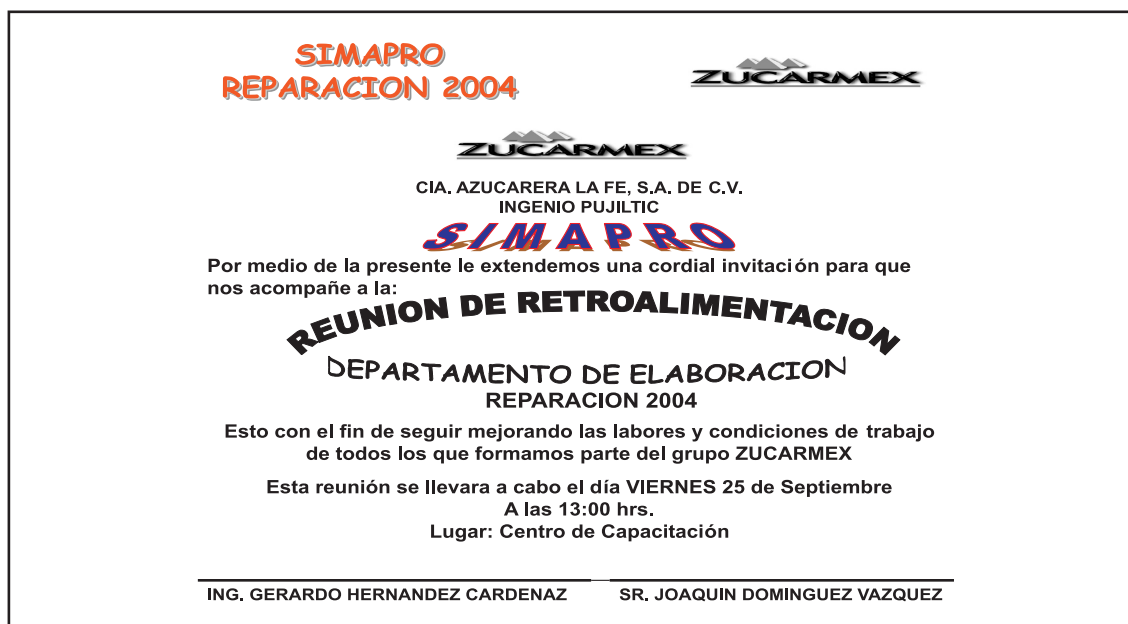 SIMAPRO
REPARACION 2004
ZUCARMEX
ZUCARMEX
CIA. AZUCARERA LA FE, S.A. DE C.V.
INGENIO PUJILTIC
SIMAPRO
Por medio de la presente le extendemos una cordial invitación para que
nos acompañe a la:
REUNION DE RETROALIMENTACION
DEPARTAMENTO DE ELABORACION
REPARACION 2004
Esto con el fin de seguir mejorando las labores y condiciones de trabajo
de todos los que formamos parte del grupo ZUCARMEX
Esta reunión se llevara a cabo el día VIERNES 25 de Septiembre
A las 13:00 hrs.
Lugar: Centro de Capacitación
ING. GERARDO HERNANDEZ CARDENAZ SR. JOAQUIN DOMINGUEZ VAZQUEZ